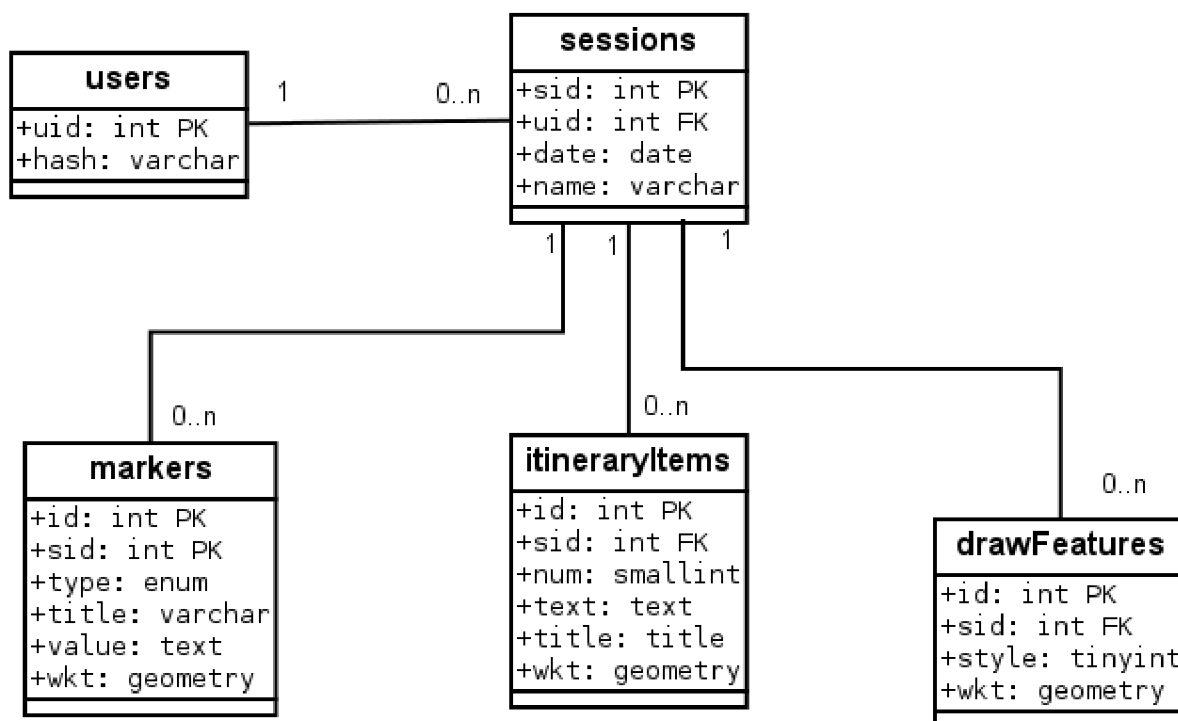 users
+uid: int PK
+hash: varchar
1
0..n
sessions
+sid: int PK
+uid: int FK
+date: date
+name: varchar
1
1
1
0..n
markers
+id: int PK
+sid: int PK
+type: enum
+title: varchar
+value: text
+wkt: geometry
0..n
itineraryItems
+id: int PK
+sid: int FK
+num: smallint
+text: text
+title: title
+wkt: geometry
0..n
drawFeatures
+id: int PK
+sid: int FK
+style: tinyint
+wkt: geometry